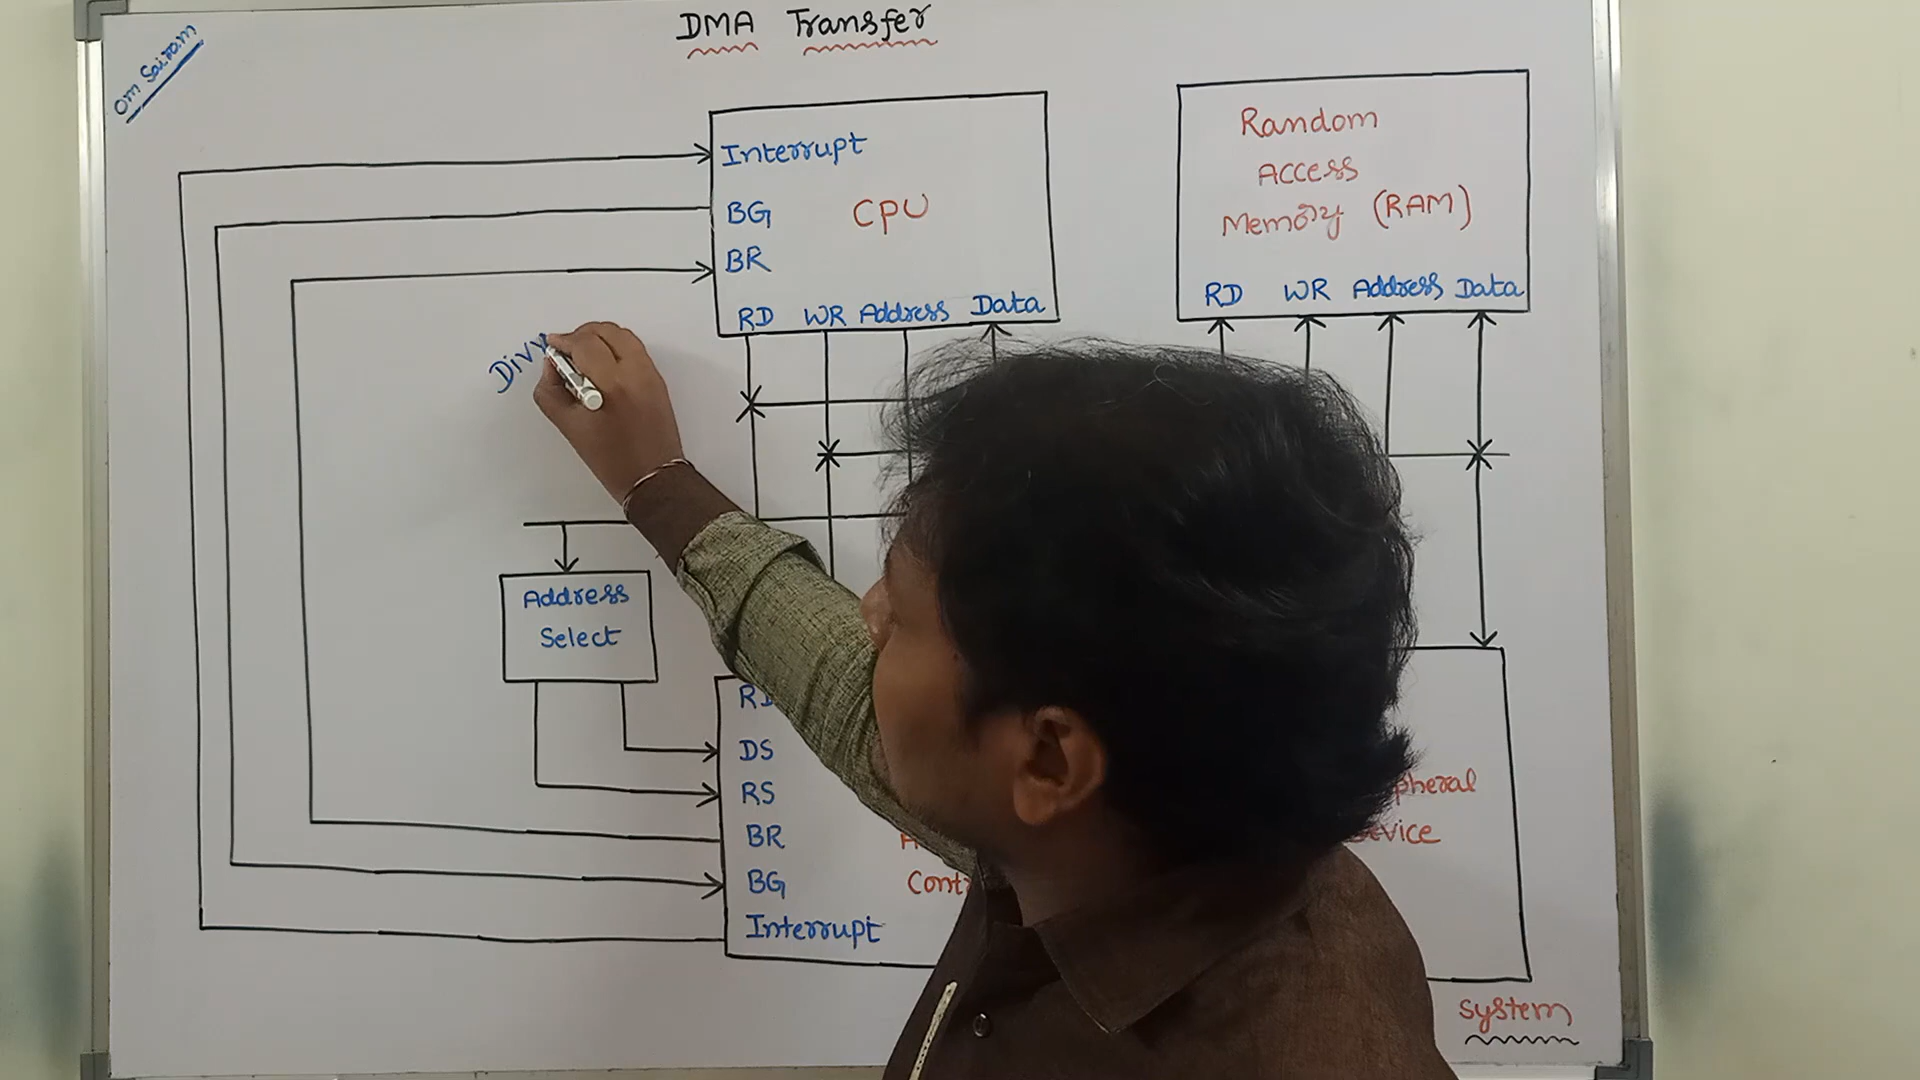 DMA Transfer
Om Sairam
Interrupt
BG
CPU
BR
RD WR Address Data
Random
Access
Memory (RAM)
RD WR Address Data
Address
Select
DS
RS
BR
BG
Interrupt
System